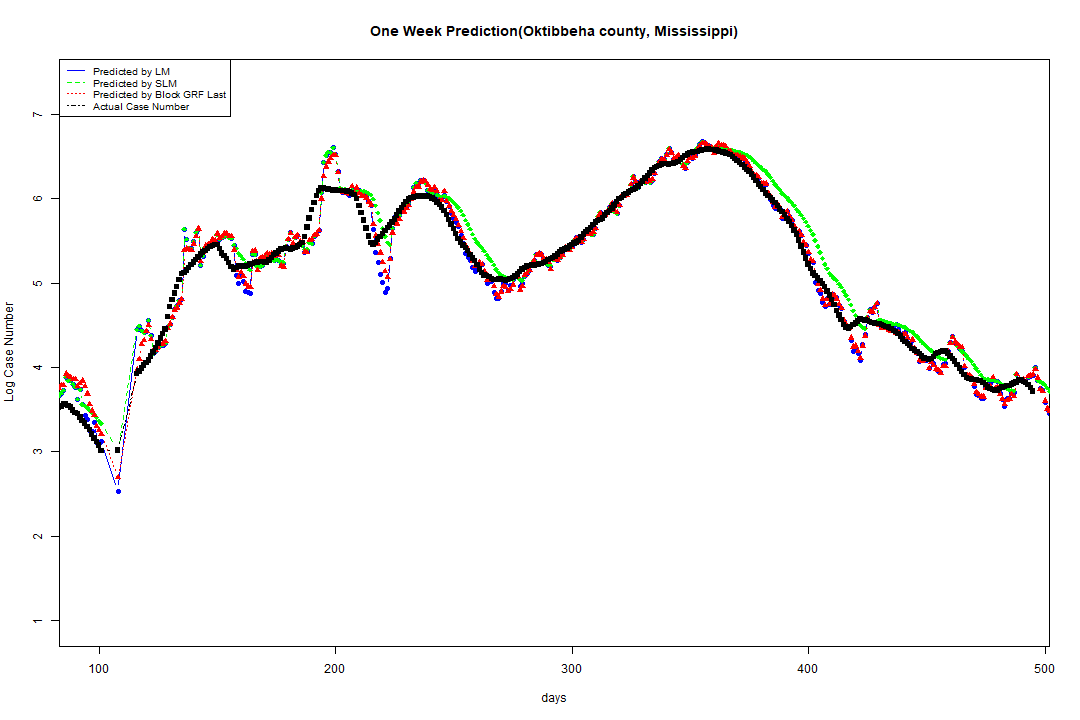 One Week Prediction(Oktibbeha county, Mississippi)
Predicted by LM
Predicted by SLM
Predicted by Block GRF Last
Actual Case Number
7
6
5
4
3
2
1
Log Case Number
100 200 300 400 500
days